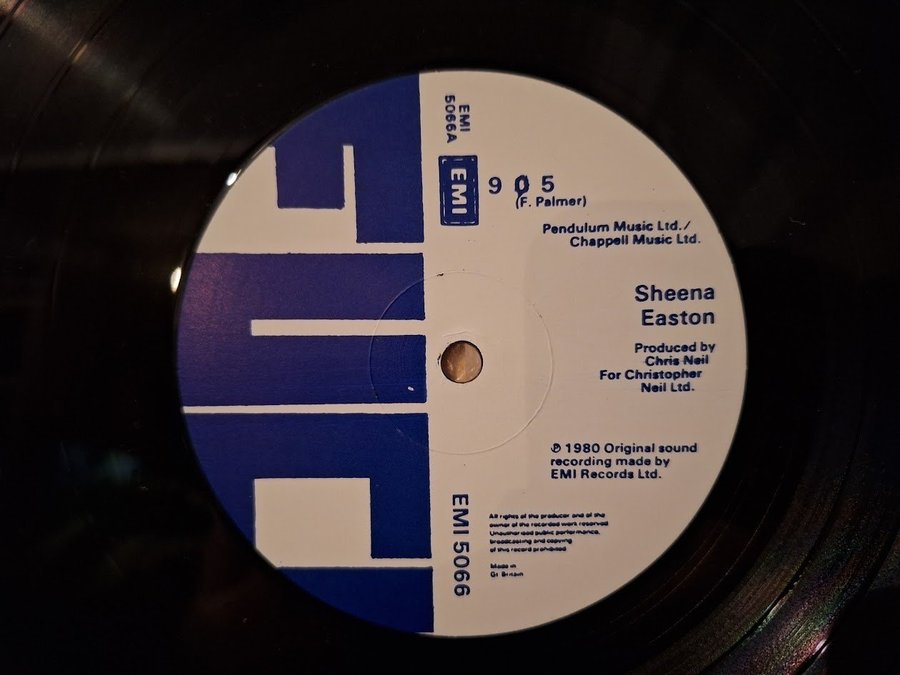 EMI
5066A
EMI
9 0 5
(F. Palmer)
Pendulum Music Ltd./
Chappell Music Ltd.
Sheena
Easton
Produced by
Chris Neil
For Christopher
Neil Ltd.
℗ 1980 Original sound
recording made by
EMI Records Ltd.
EMI 5066
All rights of the producer and of the
owner of the recorded work reserved
Unauthorised public performance,
broadcasting and copying
of this record prohibited
Made in
Gt Britain